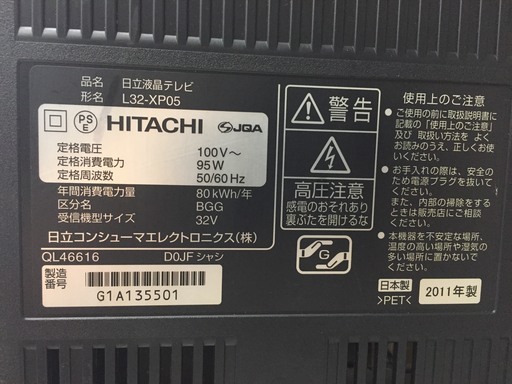 品名 日立液晶テレビ
形名 L32-XP05
PS E HITACHI JQA
定格電圧 100V～
定格消費電力 95W
定格周波数 50/60Hz
年間消費電力量 80kWh/年
区分名 BGG
受信機型サイズ 32V
日立コンシューマエレクトロニクス(株)
QL46616 D0JFシャシ
製造番号 G1A135501
警告
高圧注意
感電のおそれあり
裏ぶたを開けるな
G
使用上のご注意
●ご使用の前に取扱説明書に
記載の「使用上のご注意」
及び 取扱い方法を よく
お読みのうえ、正しくお使
いください。
●お手入れの際は、安全の
ため電源プラグを抜いてく
ださい。
また、内部の掃除をする
ときは販売店にご相談
ください。
●本機器を不安定な場所、
温度の高い場所や湿気の
多い場所に置かないで
ください。
日本製
>PET<
2011年製